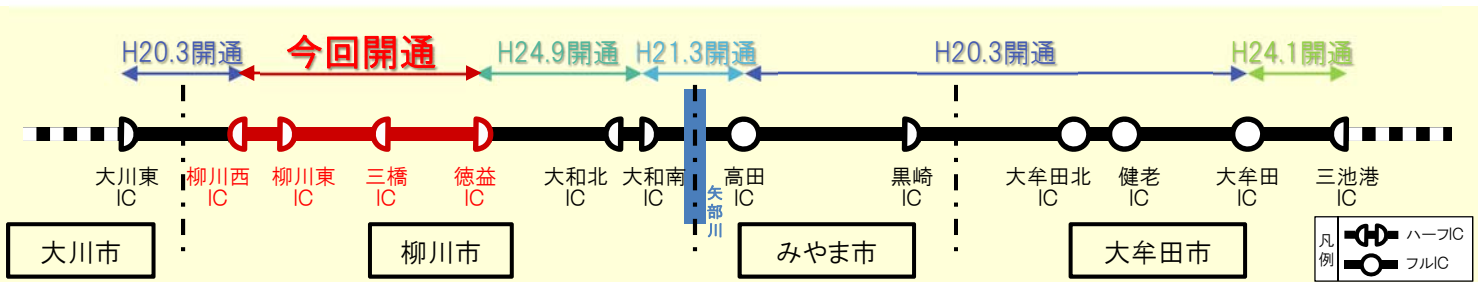 H20.3開通
今回開通
H24.9開通
H21.3開通
H20.3開通
H24.1開通
大川東
IC
柳川西
IC
柳川東
IC
三橋
IC
徳益
IC
大和北
IC
大和南
IC
矢部川
高田
IC
黒崎
IC
大牟田北
IC
健老
IC
大牟田
IC
三池港
IC
大川市
柳川市
みやま市
大牟田市
凡例
ハーフIC
フルIC